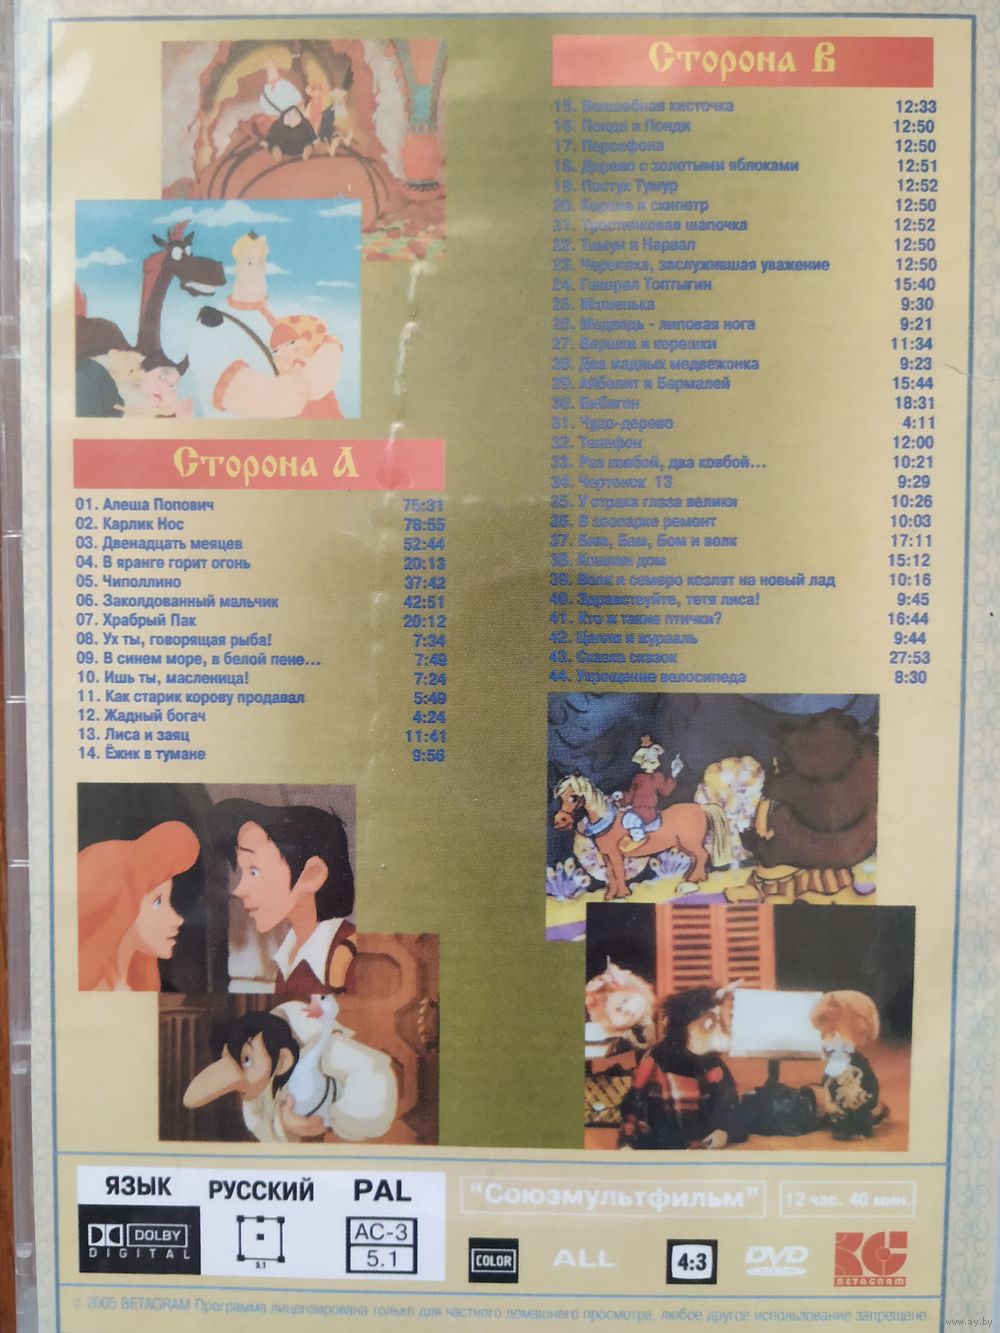 Сторона А
01. Алеша Попович 75:31
02. Карлик Нос 78:55
03. Двенадцать меяцев 52:44
04. В яранге горит огонь 20:13
05. Чиполлино 37:42
06. Заколдованный мальчик 42:51
07. Храбрый Пак 20:12
08. Ух ты, говорящая рыба! 7:34
09. В синем море, в белой пене... 7:49
10. Ишь ты, масленица! 7:24
11. Как старик корову продавал 5:49
12. Жадный богач 4:24
13. Лиса и заяц 11:41
14. Ёжик в тумане 9:56
Сторона В
15. Волшебная кисточка 12:33
16. Понда и Понди 12:50
17. Персефона 12:50
18. Дерево с золотыми яблоками 12:51
19. Пастух Тумур 12:52
20. Корона и скипетр 12:50
21. Тростниковая шапочка 12:52
22. Тимун и Нарвал 12:50
23. Черепаха, заслужившая уважение 12:50
24. Генерал Топтыгин 15:40
25. Машенька 9:30
26. Медведь - липовая нога 9:21
27. Вершки и корешки 11:34
28. Два жадных медвежонка 9:23
29. Айболит и Бармалей 15:44
30. Бибигон 18:31
31. Чудо-дерево 4:11
32. Телефон 12:00
33. Раз ковбой, два ковбой... 10:21
34. Чертенок 13 9:29
35. У страха глаза велики 10:26
36. В зоопарке ремонт 10:03
37. Бим, Бам, Бом и волк 17:11
38. Кошкин дом 15:12
39. Волк и семеро козлят на новый лад 10:16
40. Здравствуйте, тетя лиса! 9:45
41. Кто ж такие птички? 16:44
42. Цапля и журавль 9:44
43. Сказка сказок 27:53
44. Укрощение велосипеда 8:30
ЯЗЫК РУССКИЙ PAL
DOLBY
DIGITAL
5.1
AC-3
5.1
"Союзмультфильм" 12 час. 40 мин.
COLOR ALL 4:3 DVD
BETAGRAM
© 2005 BETAGRAM Программа лицензирована только для частного домашнего просмотра, любое другое использование запрещено.
www.ay.by